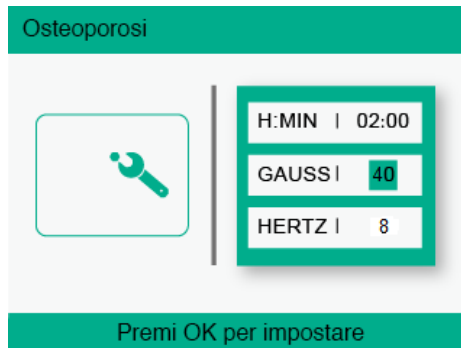 Osteoporosi
H:MIN | 02:00
GAUSS | 40
HERTZ | 8
Premi OK per impostare